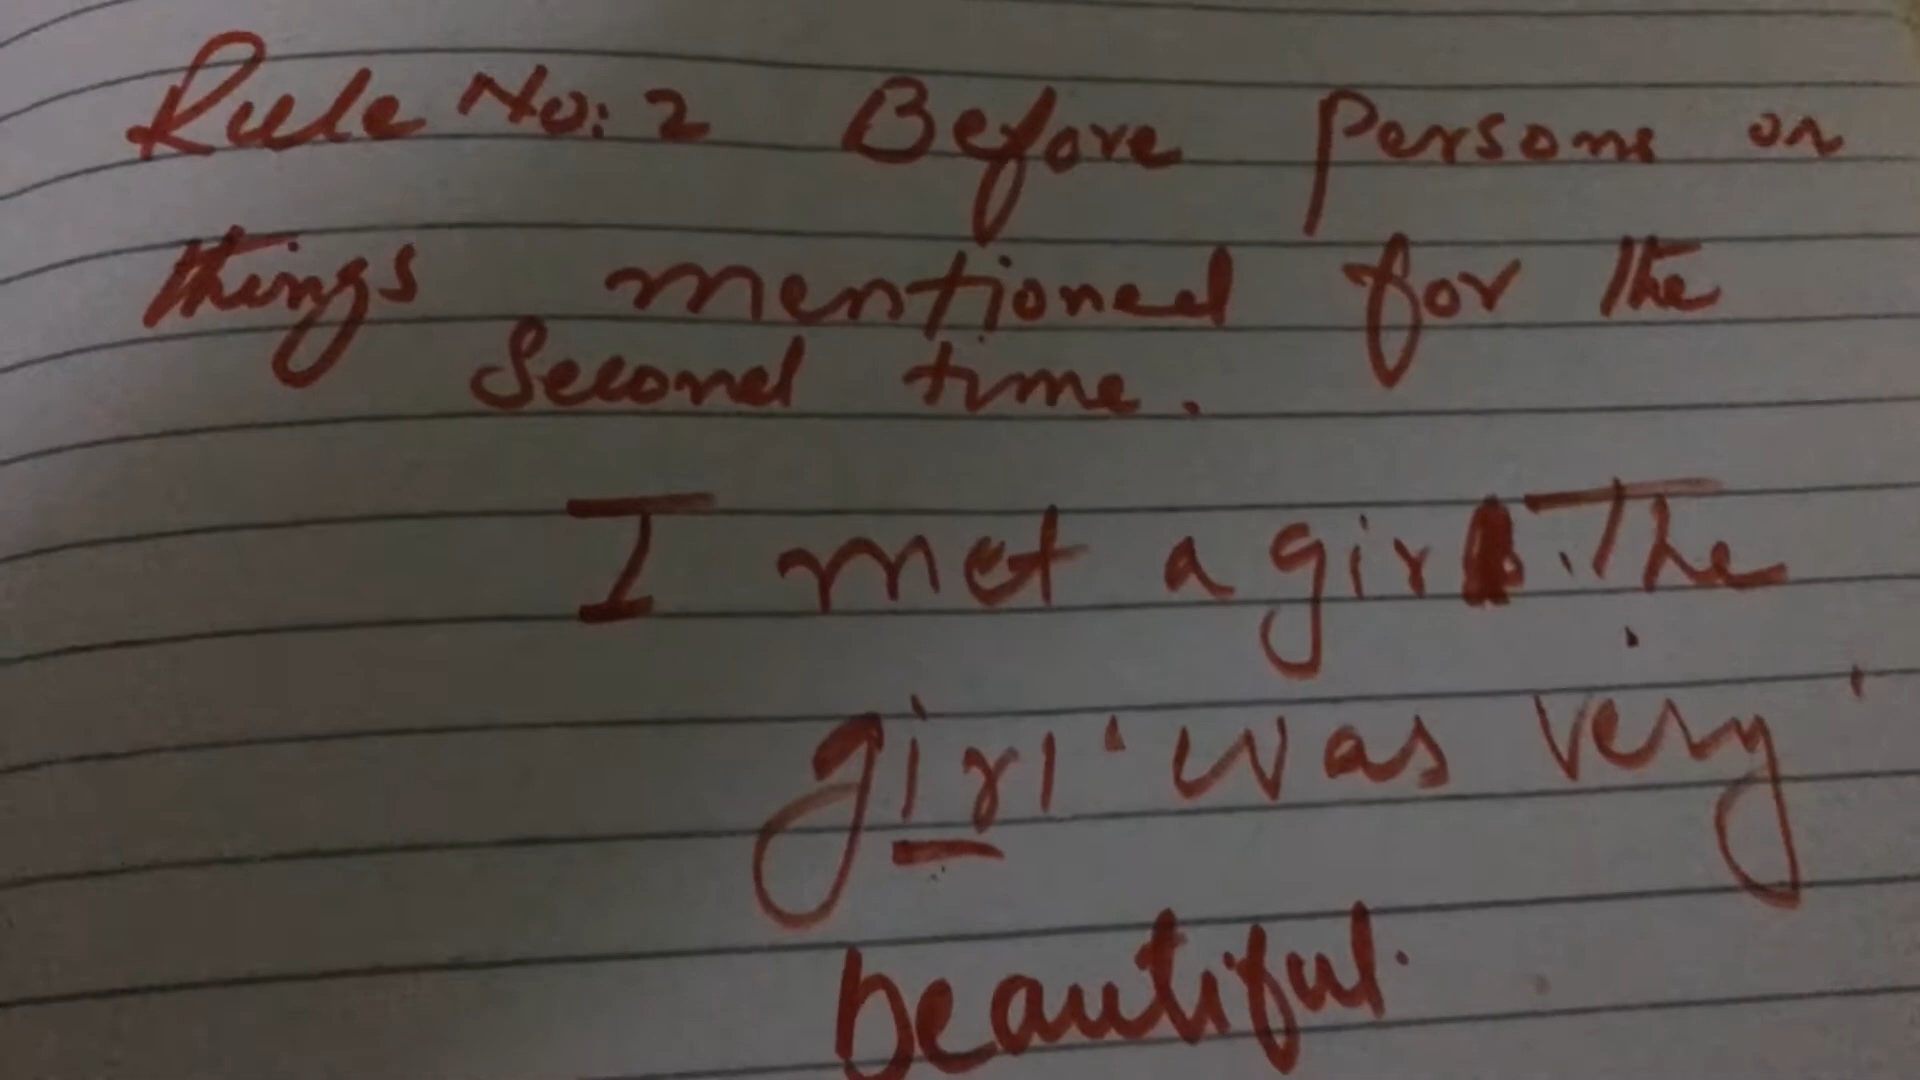 Rule No: 2 Before Persons or
things mentioned for the
Second time.
I met a girl. The
girl was very
beautiful.